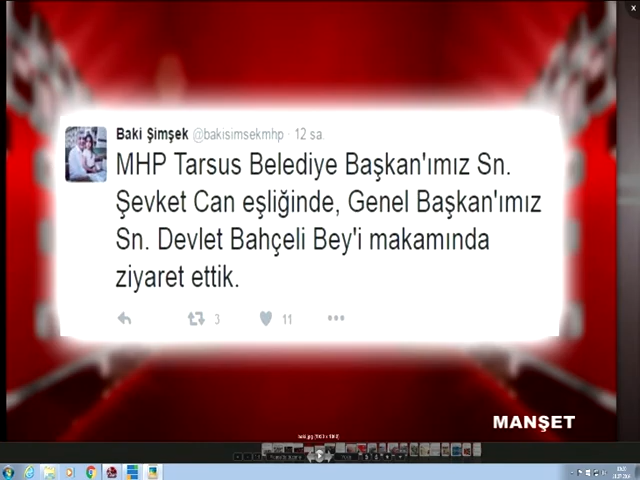 Baki Şimşek @bakisimsekmhp · 12 sa
MHP Tarsus Belediye Başkan'ımız Sn.
Şevket Can eşliğinde, Genel Başkan'ımız
Sn. Devlet Bahçeli Bey'i makamında
ziyaret ettik.
3 11
MANŞET